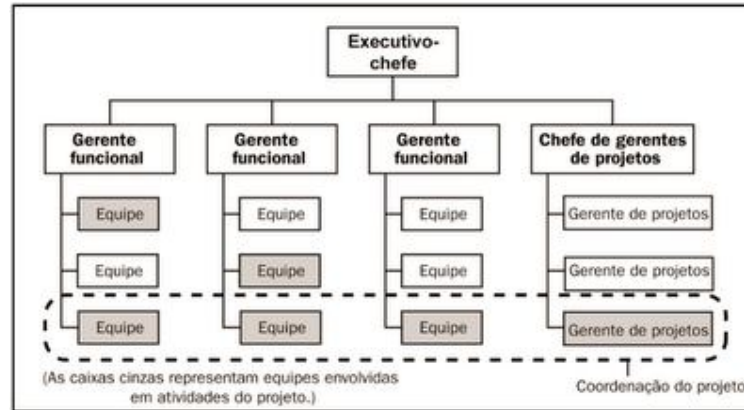 Executivo-
chefe
Gerente
funcional
Gerente
funcional
Gerente
funcional
Chefe de gerentes
de projetos
Equipe
Equipe
Equipe
Gerente de projetos
Equipe
Equipe
Equipe
Gerente de projetos
Equipe
Equipe
Equipe
Gerente de projetos
(As caixas cinzas representam equipes envolvidas
em atividades do projeto.)
Coordenação do projeto